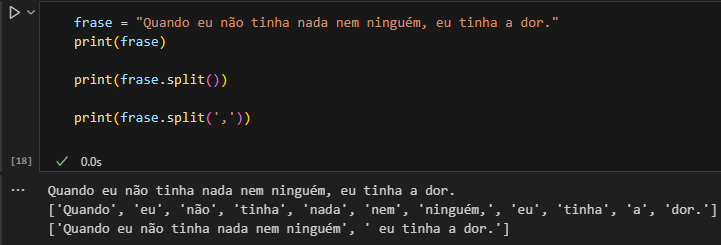 frase = "Quando eu não tinha nada nem ninguém, eu tinha a dor."
print(frase)
print(frase.split())
print(frase.split(','))
[18]
0.0s
Quando eu não tinha nada nem ninguém, eu tinha a dor.
['Quando', 'eu', 'não', 'tinha', 'nada', 'nem', 'ninguém,', 'eu', 'tinha', 'a', 'dor.']
['Quando eu não tinha nada nem ninguém', ' eu tinha a dor.']